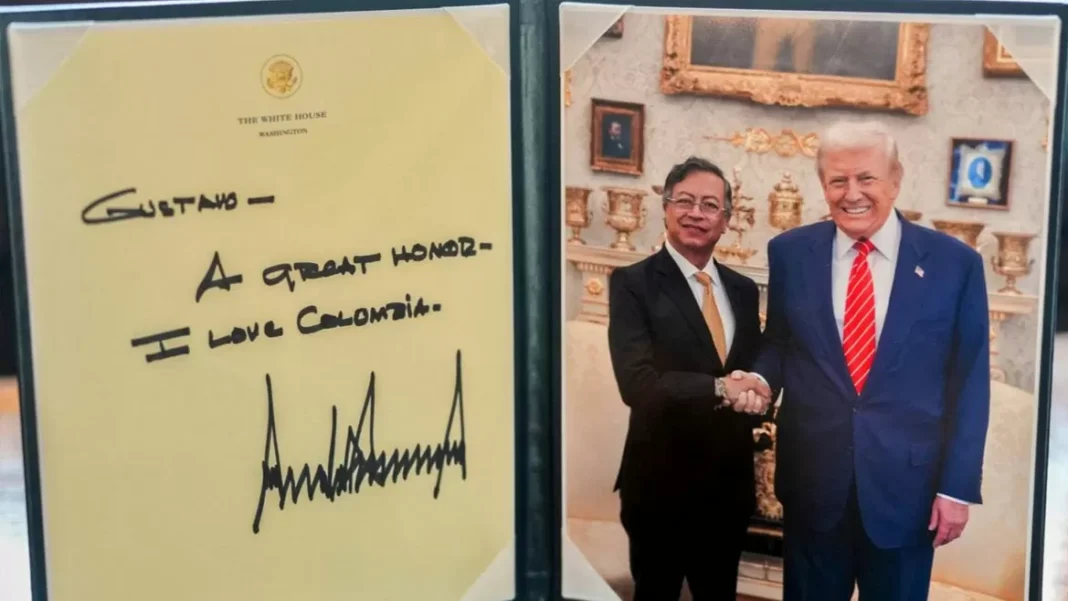 THE WHITE HOUSE
WASHINGTON
GUSTAVO —
A GREAT HONOR —
I LOVE COLOMBIA.